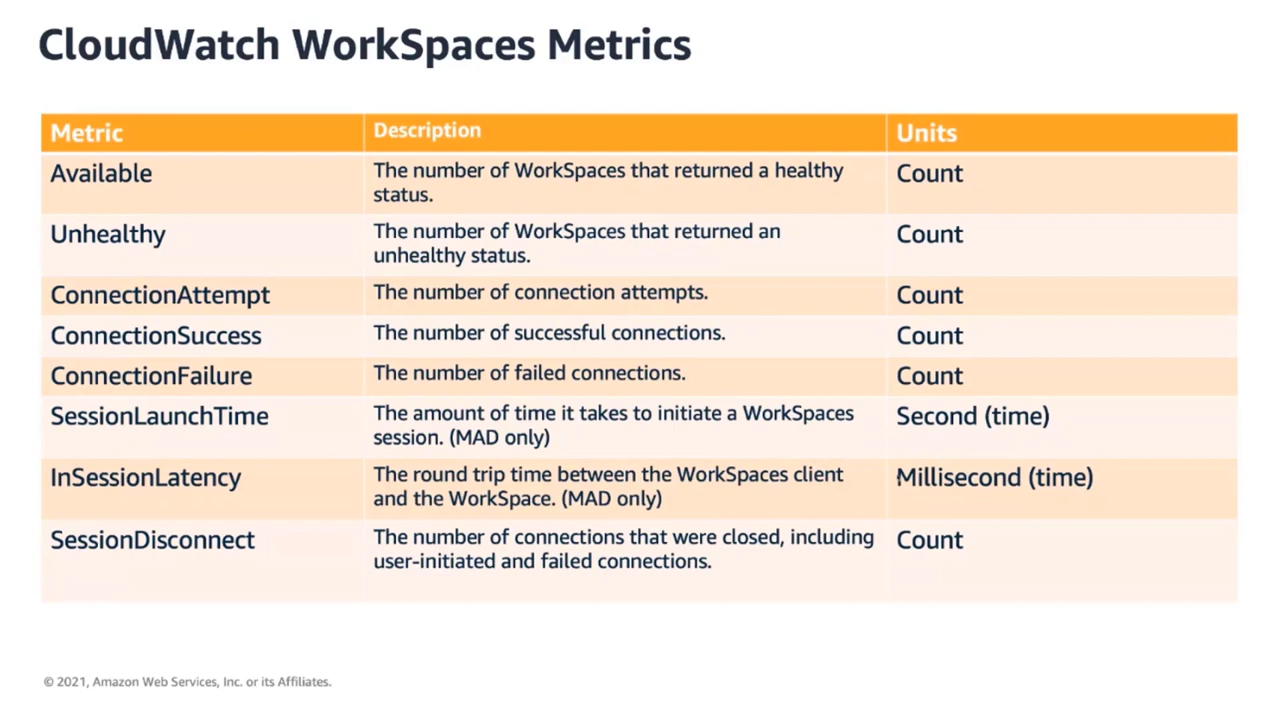 CloudWatch WorkSpaces Metrics
Metric Description Units
Available The number of WorkSpaces that returned a healthy Count
status.
Unhealthy The number of WorkSpaces that returned an Count
unhealthy status.
ConnectionAttempt The number of connection attempts. Count
ConnectionSuccess The number of successful connections. Count
ConnectionFailure The number of failed connections. Count
SessionLaunchTime The amount of time it takes to initiate a WorkSpaces Second (time)
session. (MAD only)
InSessionLatency The round trip time between the WorkSpaces client Millisecond (time)
and the WorkSpace. (MAD only)
SessionDisconnect The number of connections that were closed, including Count
user-initiated and failed connections.
© 2021, Amazon Web Services, Inc. or its Affiliates.